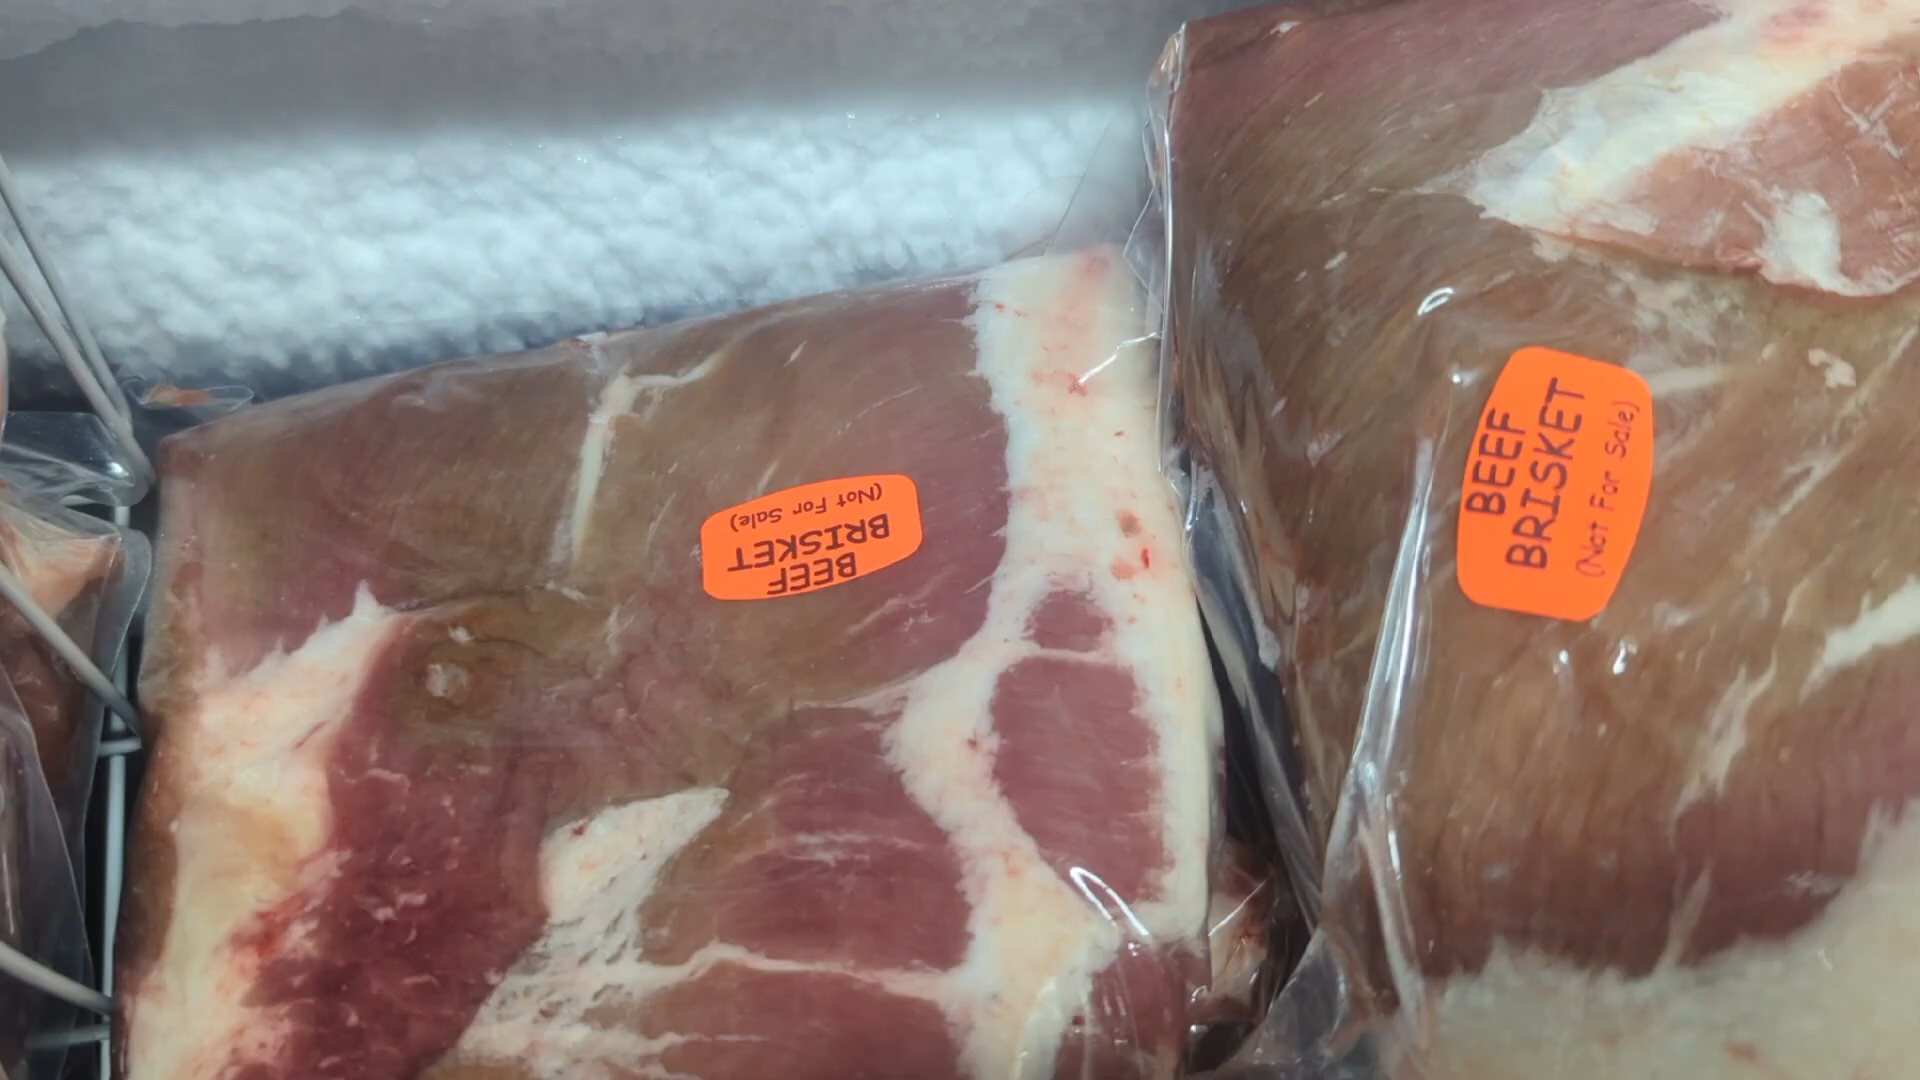 BEEF
BRISKET
(Not For Sale)
BEEF
BRISKET
(Not For Sale)